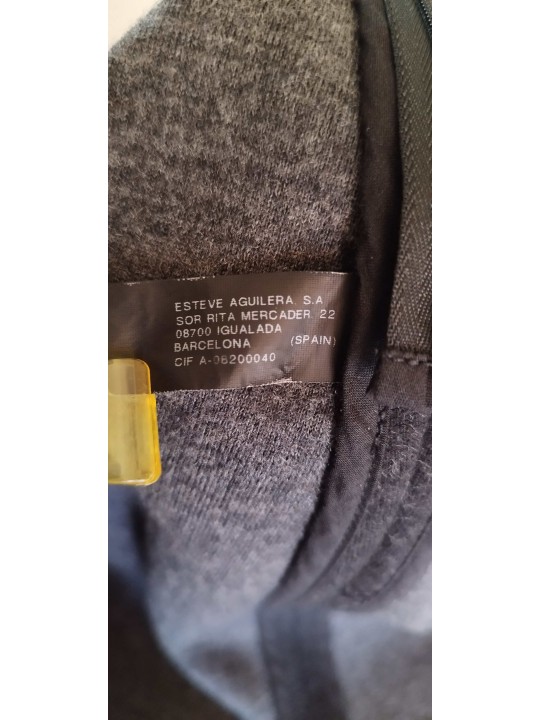 ESTEVE AGUILERA. S.A
SOR RITA MERCADER. 22
08700 IGUALADA
BARCELONA (SPAIN)
CIF A-08200040